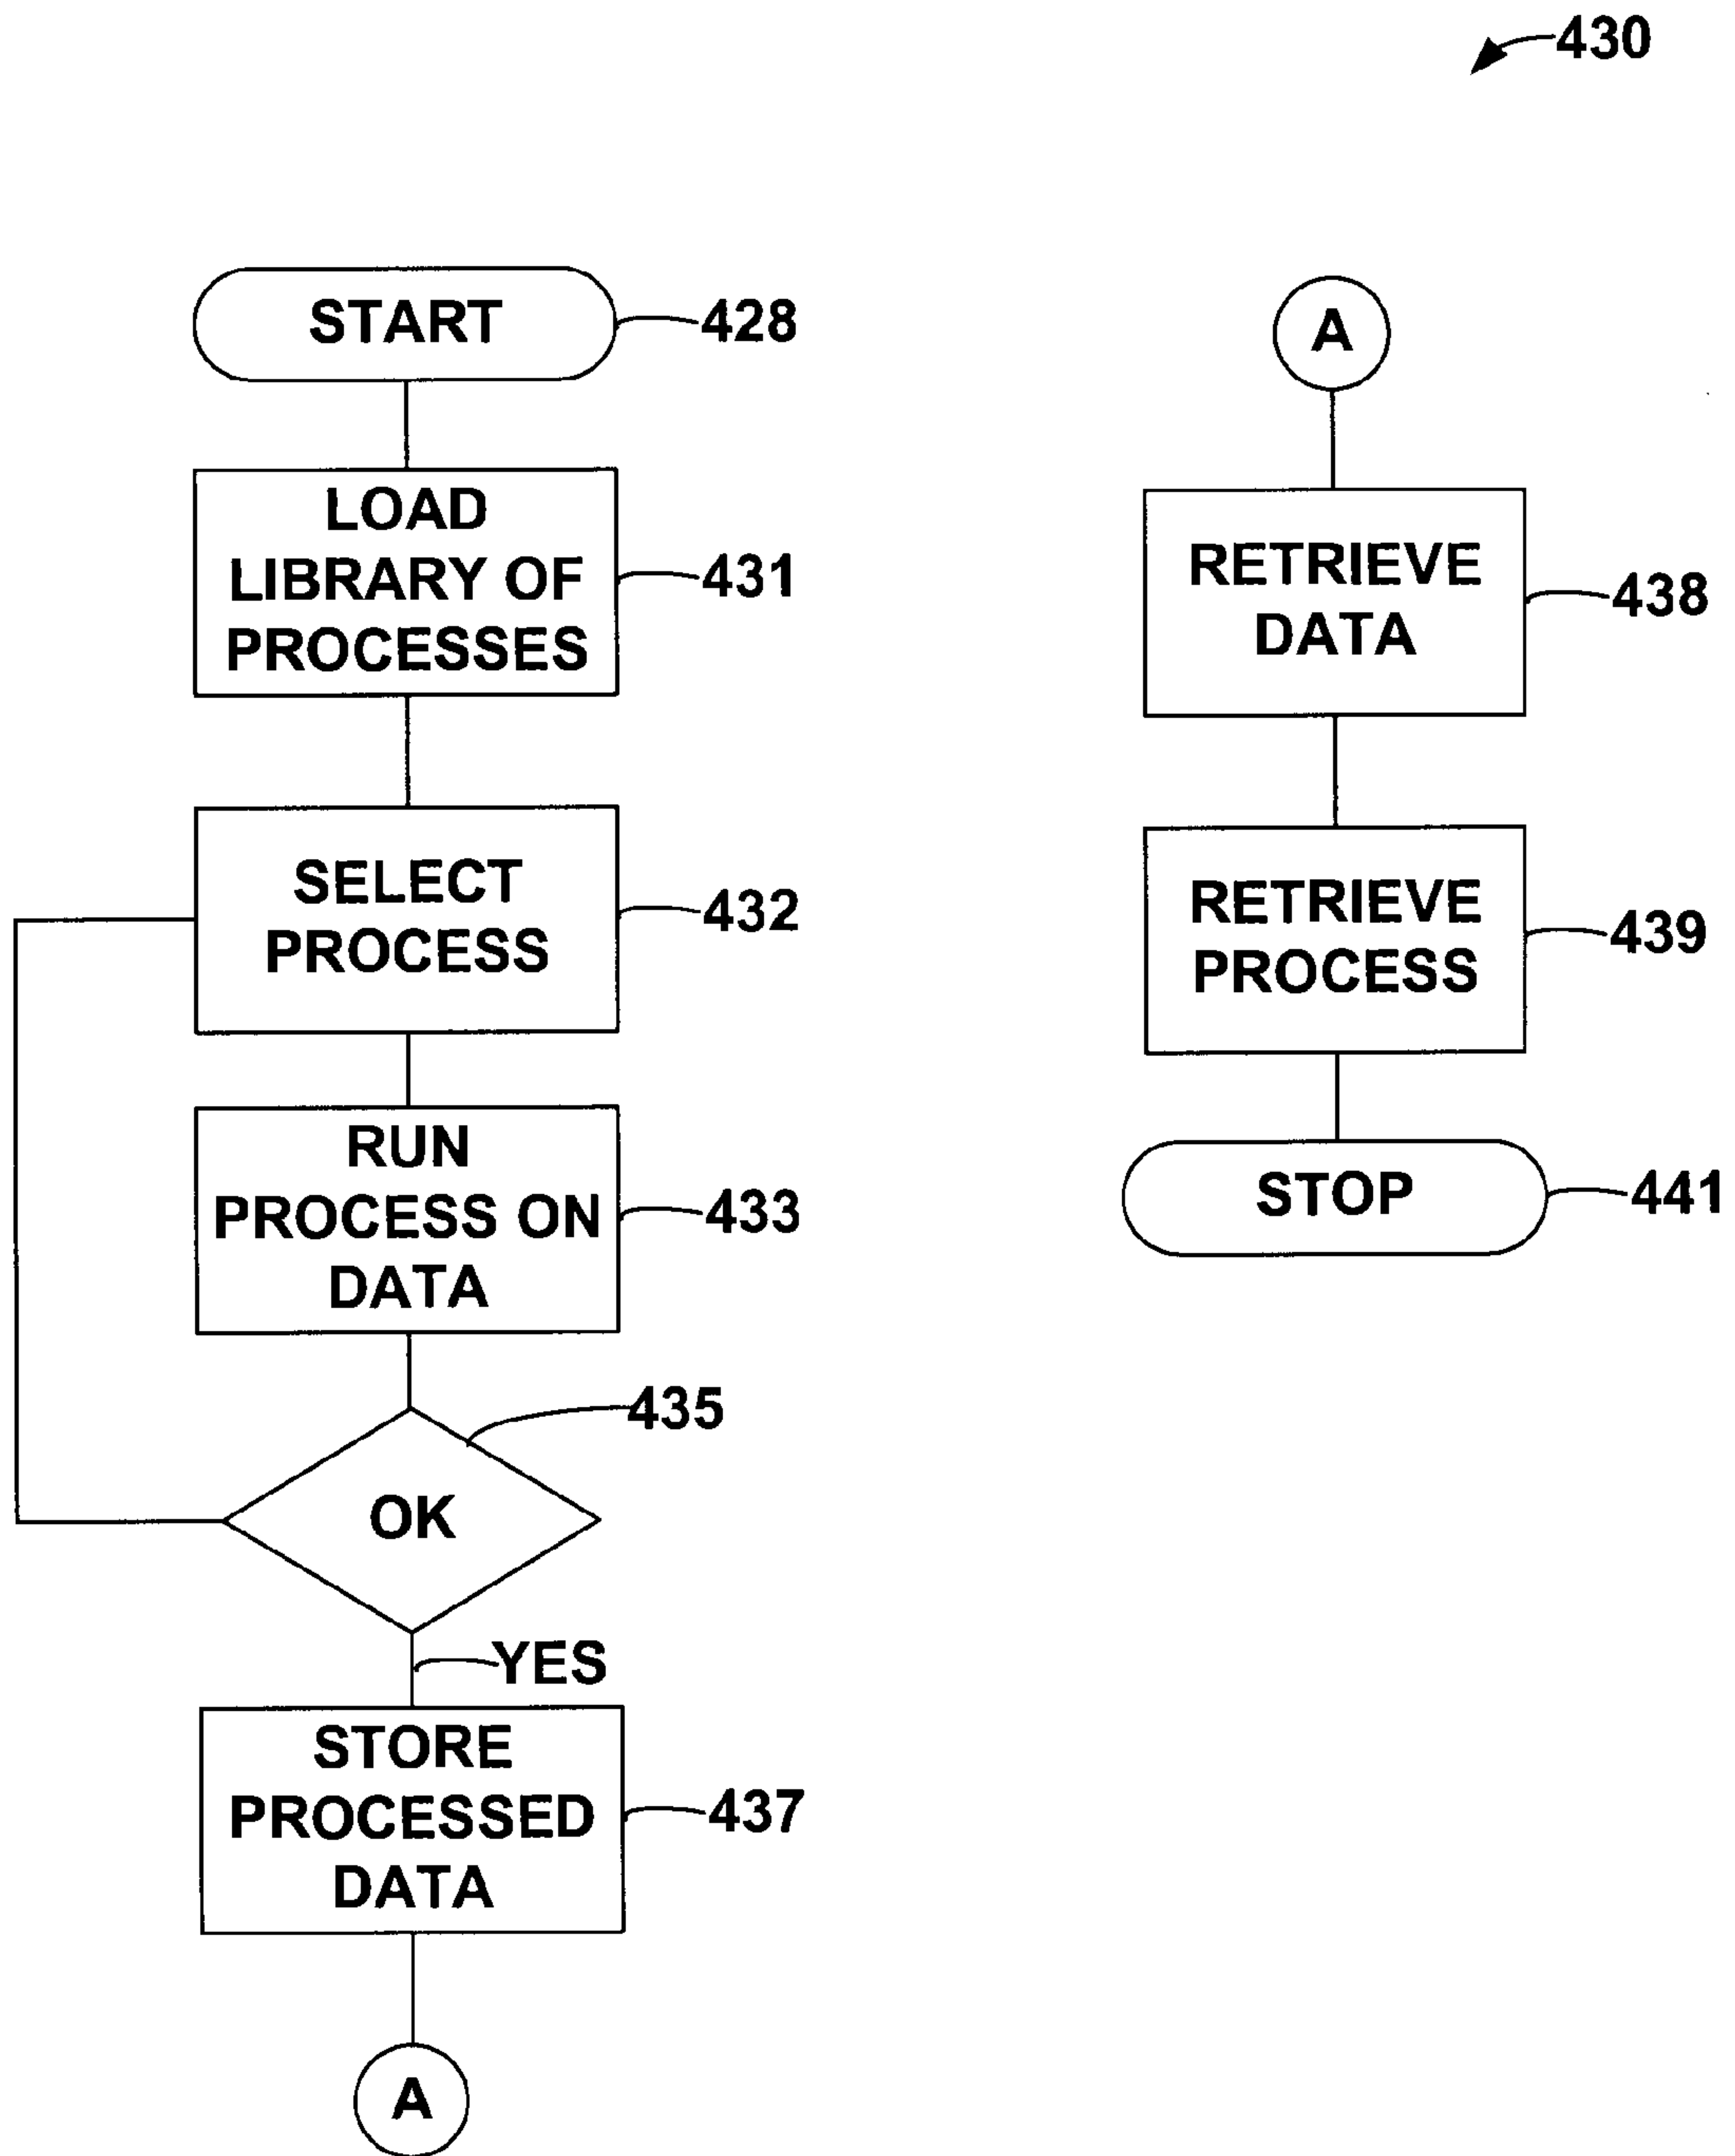 430
START
428
LOAD
LIBRARY OF
PROCESSES
431
SELECT
PROCESS
432
RUN
PROCESS ON
DATA
433
435
OK
YES
STORE
PROCESSED
DATA
437
A
A
RETRIEVE
DATA
438
RETRIEVE
PROCESS
439
STOP
441